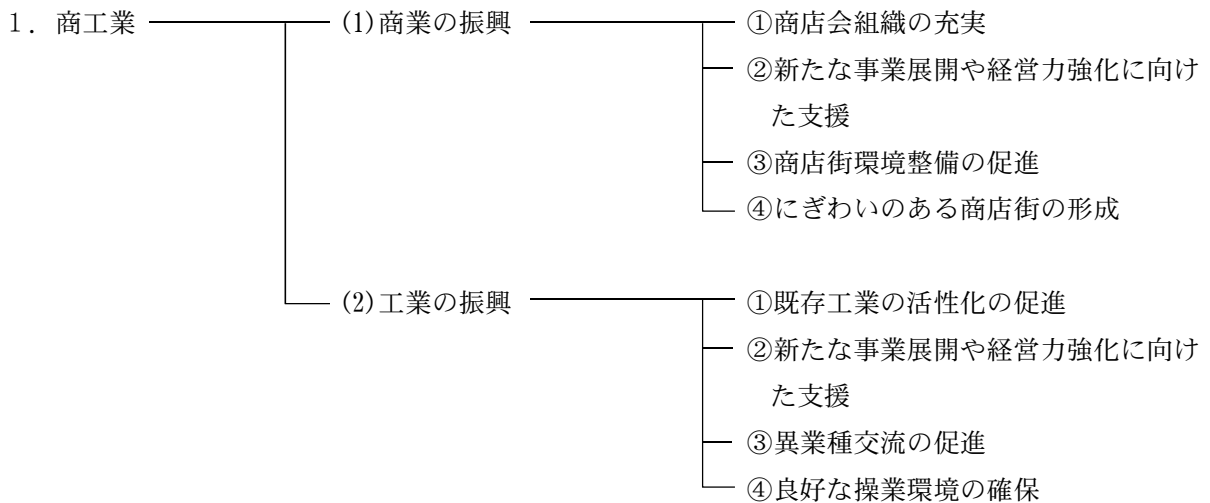 1．商工業 (1)商業の振興 ①商店会組織の充実
②新たな事業展開や経営力強化に向け
た支援
③商店街環境整備の促進
④にぎわいのある商店街の形成
(2)工業の振興 ①既存工業の活性化の促進
②新たな事業展開や経営力強化に向け
た支援
③異業種交流の促進
④良好な操業環境の確保